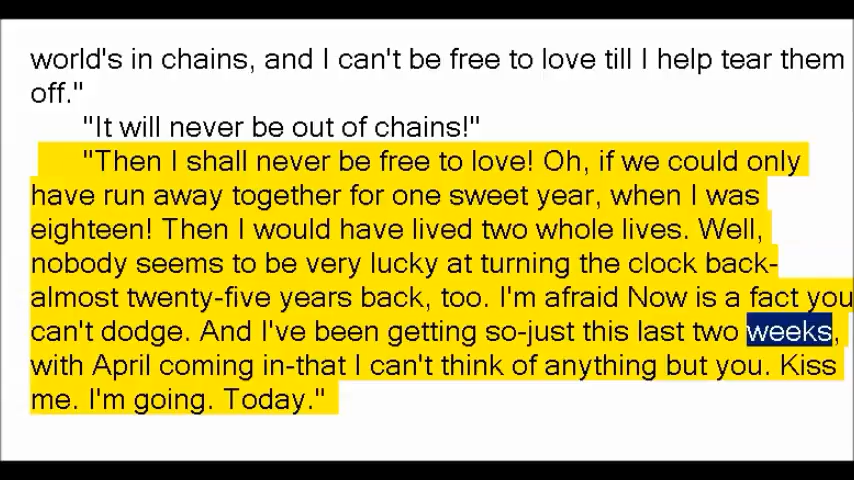 world's in chains, and I can't be free to love till I help tear them
off."
"It will never be out of chains!"
"Then I shall never be free to love! Oh, if we could only
have run away together for one sweet year, when I was
eighteen! Then I would have lived two whole lives. Well,
nobody seems to be very lucky at turning the clock back-
almost twenty-five years back, too. I'm afraid Now is a fact you
can't dodge. And I've been getting so-just this last two weeks,
with April coming in-that I can't think of anything but you. Kiss
me. I'm going. Today."